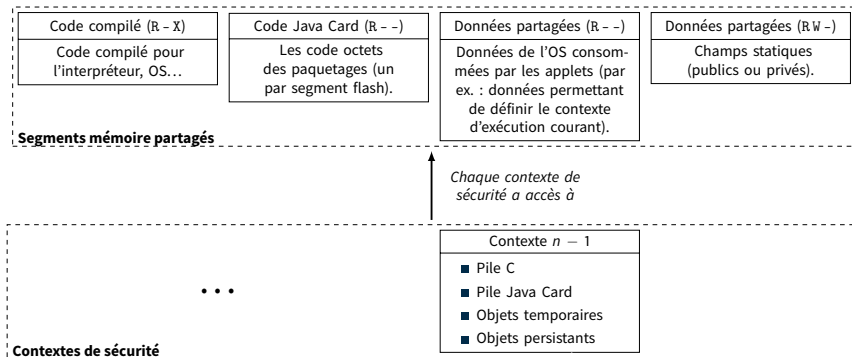 Code compilé (R - X)
Code compilé pour
l'interpréteur, OS...
Code Java Card (R - -)
Les code octets
des paquetages (un
par segment flash).
Données partagées (R - -)
Données de l'OS consom-
mées par les applets (par
ex. : données permettant
de définir le contexte
d'exécution courant).
Données partagées (R W -)
Champs statiques
(publics ou privés).
Segments mémoire partagés
Chaque contexte de
sécurité a accès à
...
Contexte n − 1
Pile C
Pile Java Card
Objets temporaires
Objets persistants
Contextes de sécurité